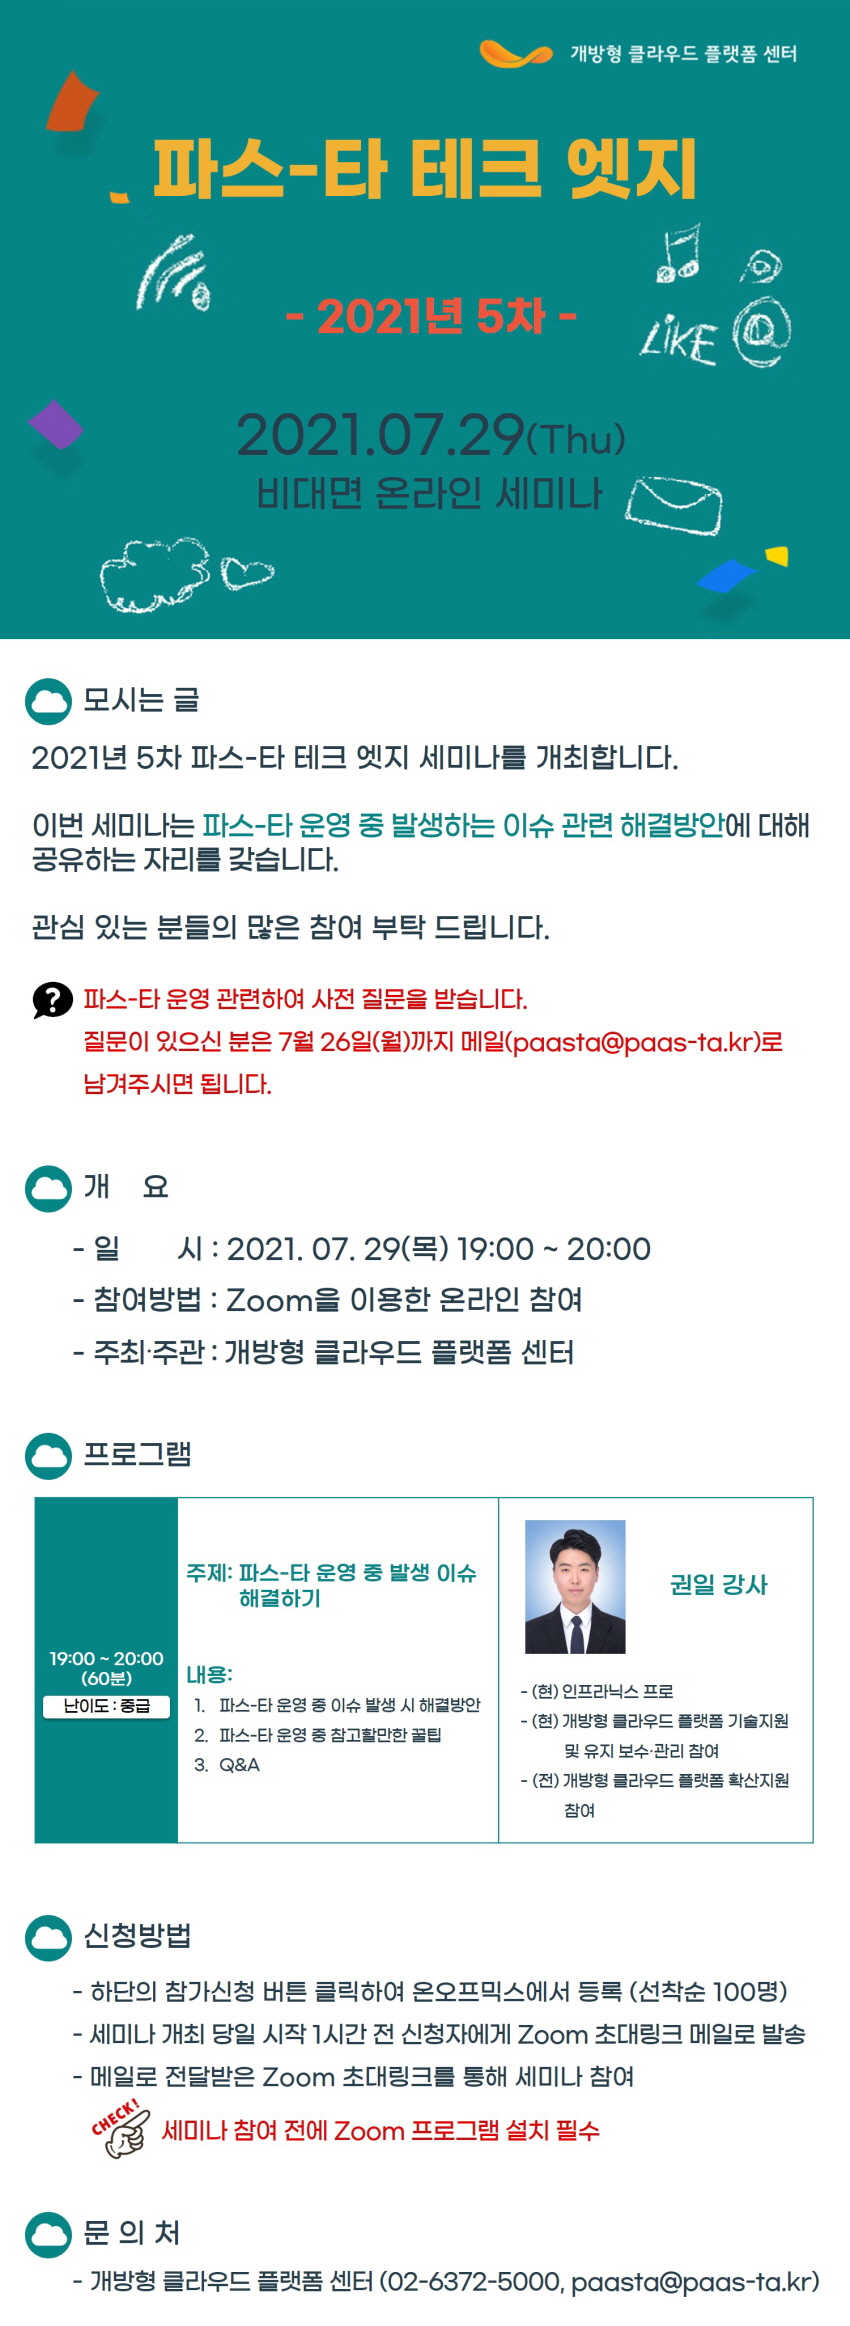 개방형 클라우드 플랫폼 센터
파스-타 테크 엣지
- 2021년 5차 -
LIKE @
2021.07.29(Thu)
비대면 온라인 세미나
모시는 글
2021년 5차 파스-타 테크 엣지 세미나를 개최합니다.
이번 세미나는 파스-타 운영 중 발생하는 이슈 관련 해결방안에 대해
공유하는 자리를 갖습니다.
관심 있는 분들의 많은 참여 부탁 드립니다.
? 파스-타 운영 관련하여 사전 질문을 받습니다.
질문이 있으신 분은 7월 26일(월)까지 메일(paasta@paas-ta.kr)로
남겨주시면 됩니다.
개 요
- 일 시 : 2021. 07. 29(목) 19:00 ~ 20:00
- 참여방법 : Zoom을 이용한 온라인 참여
- 주최·주관 : 개방형 클라우드 플랫폼 센터
프로그램
19:00 ~ 20:00
(60분)
난이도 : 중급
주제: 파스-타 운영 중 발생 이슈
해결하기
내용:
1. 파스-타 운영 중 이슈 발생 시 해결방안
2. 파스-타 운영 중 참고할만한 꿀팁
3. Q&A
권일 강사
- (현) 인프라닉스 프로
- (현) 개방형 클라우드 플랫폼 기술지원
및 유지 보수·관리 참여
- (전) 개방형 클라우드 플랫폼 확산지원
참여
신청방법
- 하단의 참가신청 버튼 클릭하여 온오프믹스에서 등록 (선착순 100명)
- 세미나 개최 당일 시작 1시간 전 신청자에게 Zoom 초대링크 메일로 발송
- 메일로 전달받은 Zoom 초대링크를 통해 세미나 참여
CHECK!
세미나 참여 전에 Zoom 프로그램 설치 필수
문 의 처
- 개방형 클라우드 플랫폼 센터 (02-6372-5000, paasta@paas-ta.kr)